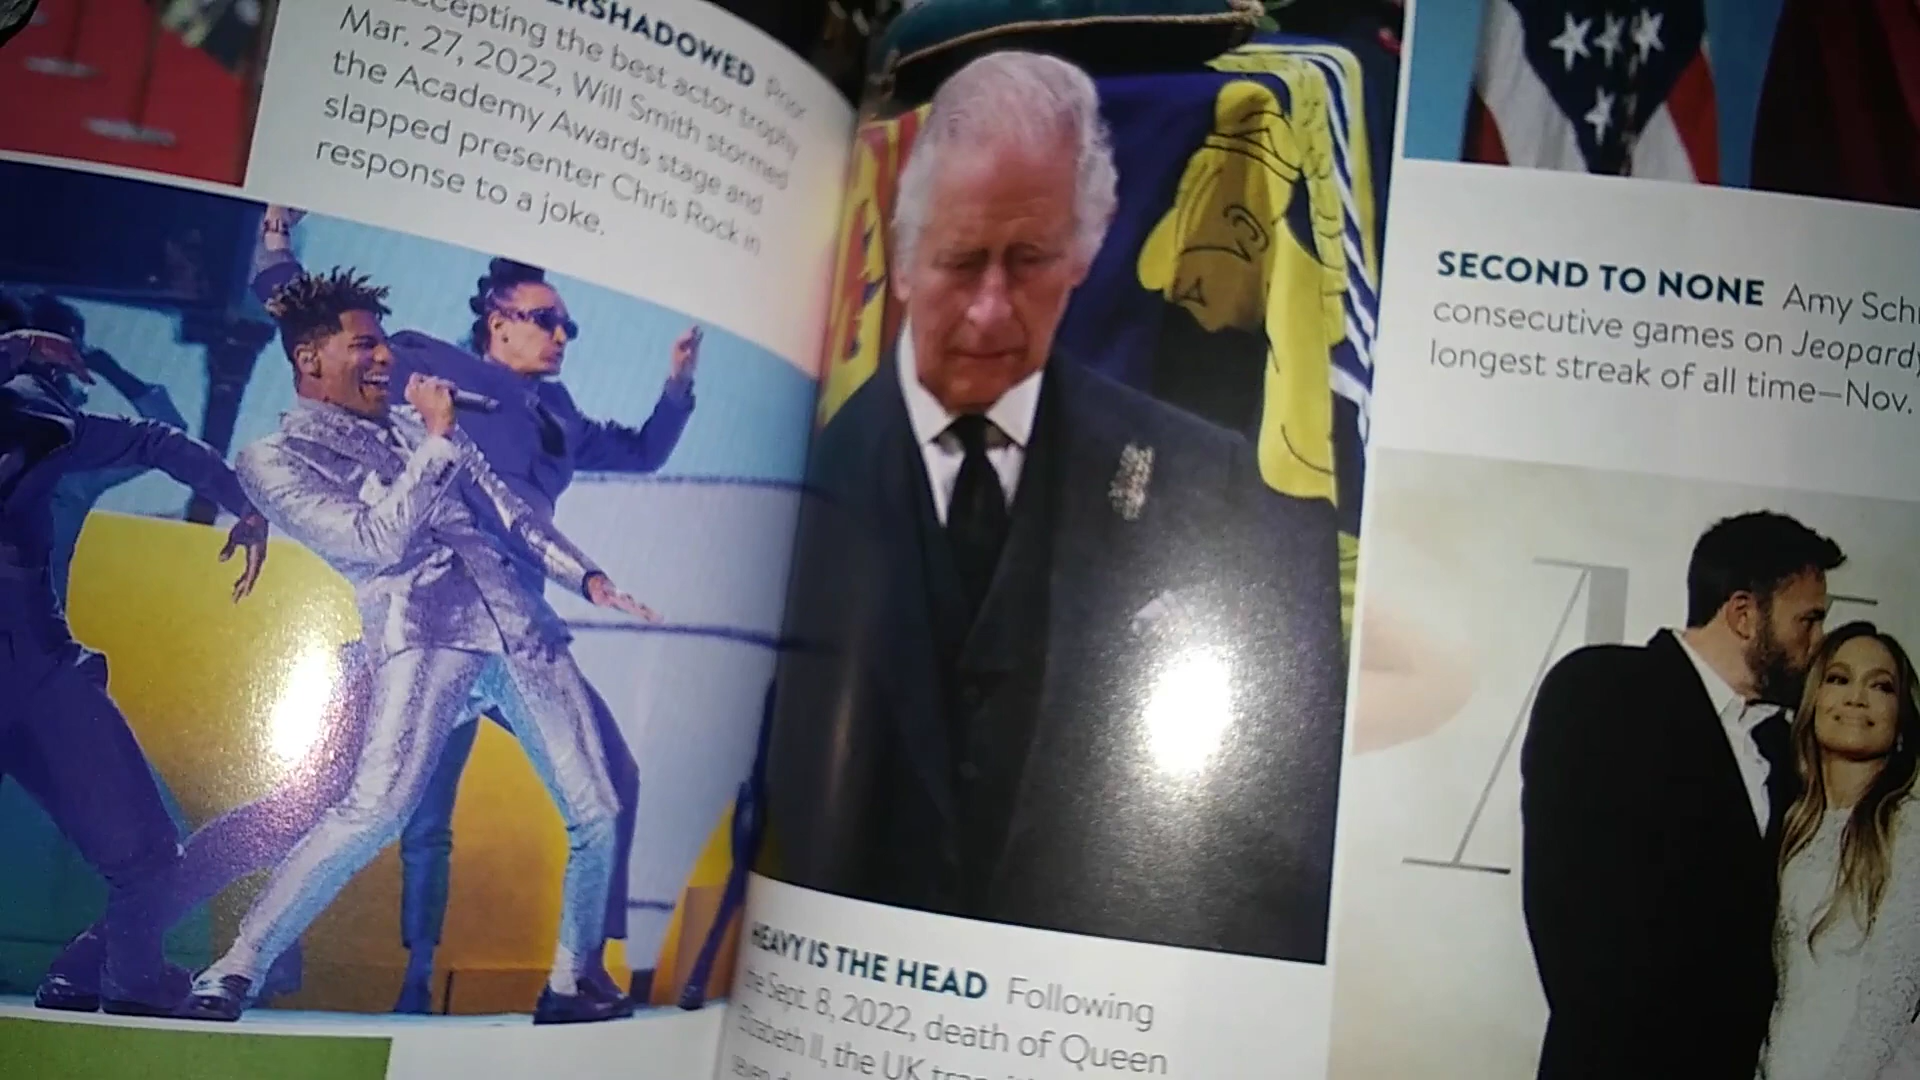 ERSHADOWED Prior
ccepting the best actor trophy
Mar. 27, 2022, Will Smith stormed
the Academy Awards stage and
slapped presenter Chris Rock in
response to a joke.
HEAVY IS THE HEAD Following
the Sept. 8, 2022, death of Queen
Elizabeth II, the UK
SECOND TO NONE Amy Sch
consecutive games on Jeopardy
longest streak of all time—Nov.